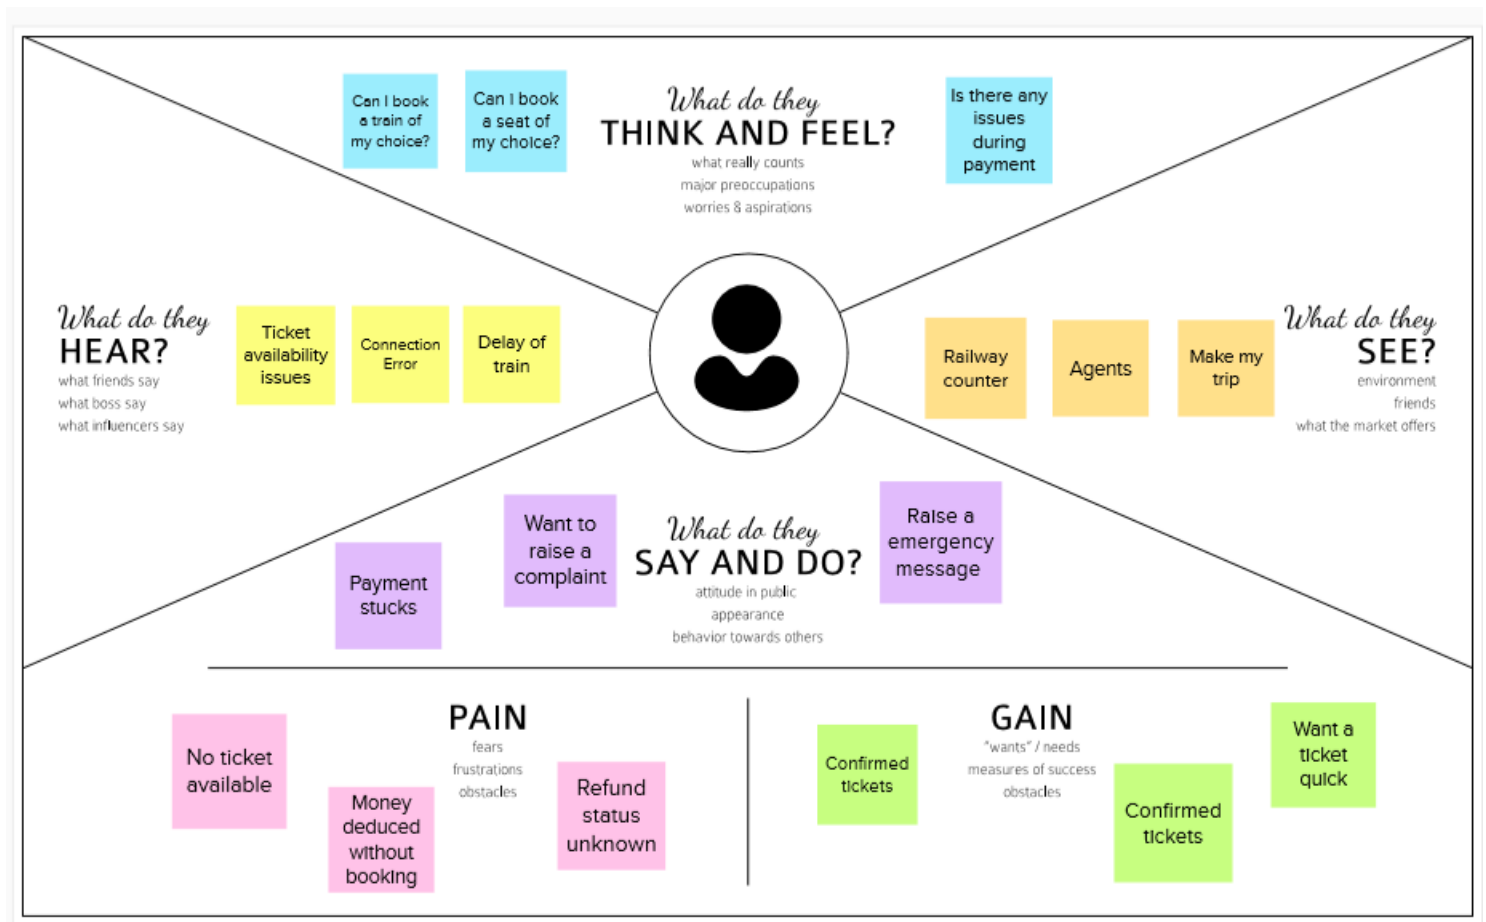 Can I book
a train of
my choice?
Can I book
a seat of
my choice?
What do they
THINK AND FEEL?
what really counts
major preoccupations
worries & aspirations
Is there any
issues
during
payment
What do they
HEAR?
what friends say
what boss say
what influencers say
Ticket
availability
issues
Connection
Error
Delay of
train
Railway
counter
Agents
Make my
trip
What do they
SEE?
environment
friends
what the market offers
Payment
stucks
Want to
raise a
complaint
What do they
SAY AND DO?
attitude in public
appearance
behavior towards others
Raise a
emergency
message
No ticket
available
Money
deduced
without
booking
PAIN
fears
frustrations
obstacles
Refund
status
unknown
Confirmed
tickets
GAIN
"wants" / needs
measures of success
obstacles
Confirmed
tickets
Want a
ticket
quick